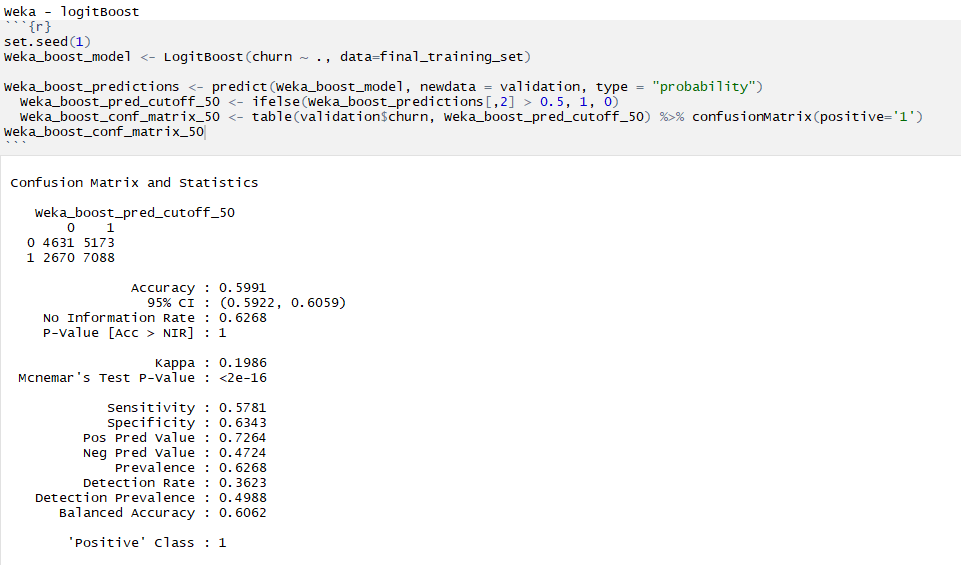 Weka - logitBoost
```{r}
set.seed(1)
Weka_boost_model <- LogitBoost(churn ~ ., data=final_training_set)
Weka_boost_predictions <- predict(Weka_boost_model, newdata = validation, type = "probability")
Weka_boost_pred_cutoff_50 <- ifelse(Weka_boost_predictions[,2] > 0.5, 1, 0)
Weka_boost_conf_matrix_50 <- table(validation$churn, Weka_boost_pred_cutoff_50) %>% confusionMatrix(positive='1')
Weka_boost_conf_matrix_50
```
Confusion Matrix and Statistics
Weka_boost_pred_cutoff_50
0 1
0 4631 5173
1 2670 7088
Accuracy : 0.5991
95% CI : (0.5922, 0.6059)
No Information Rate : 0.6268
P-Value [Acc > NIR] : 1
Kappa : 0.1986
Mcnemar's Test P-Value : <2e-16
Sensitivity : 0.5781
Specificity : 0.6343
Pos Pred Value : 0.7264
Neg Pred Value : 0.4724
Prevalence : 0.6268
Detection Rate : 0.3623
Detection Prevalence : 0.4988
Balanced Accuracy : 0.6062
'Positive' Class : 1